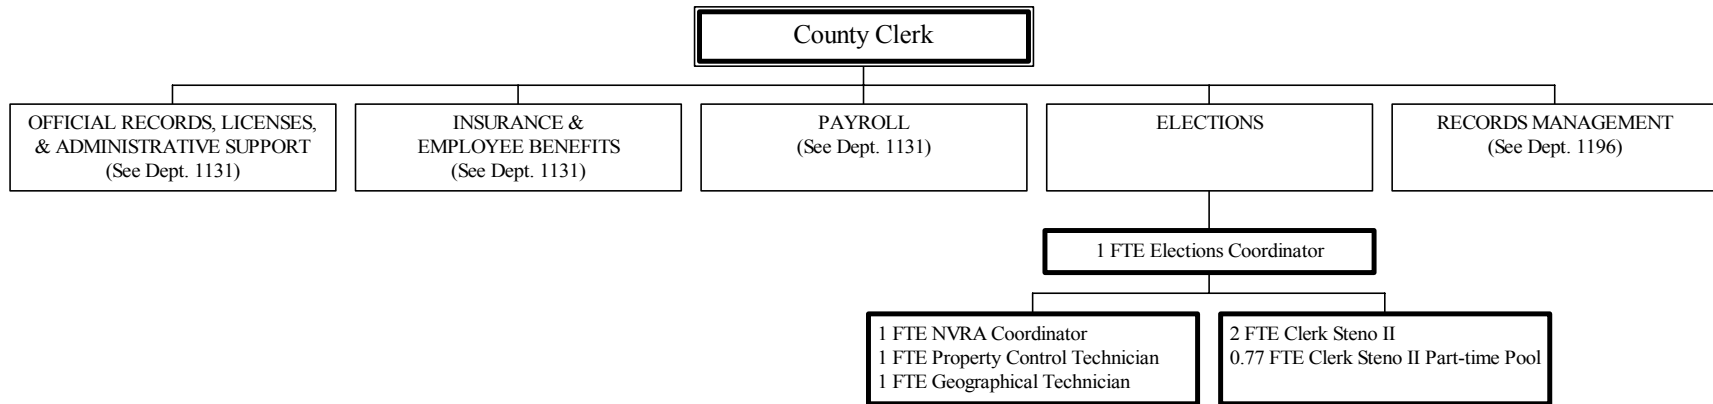 County Clerk
OFFICIAL RECORDS, LICENSES,
& ADMINISTRATIVE SUPPORT
(See Dept. 1131)
INSURANCE &
EMPLOYEE BENEFITS
(See Dept. 1131)
PAYROLL
(See Dept. 1131)
ELECTIONS
RECORDS MANAGEMENT
(See Dept. 1196)
1 FTE Elections Coordinator
1 FTE NVRA Coordinator
1 FTE Property Control Technician
1 FTE Geographical Technician
2 FTE Clerk Steno II
0.77 FTE Clerk Steno II Part-time Pool